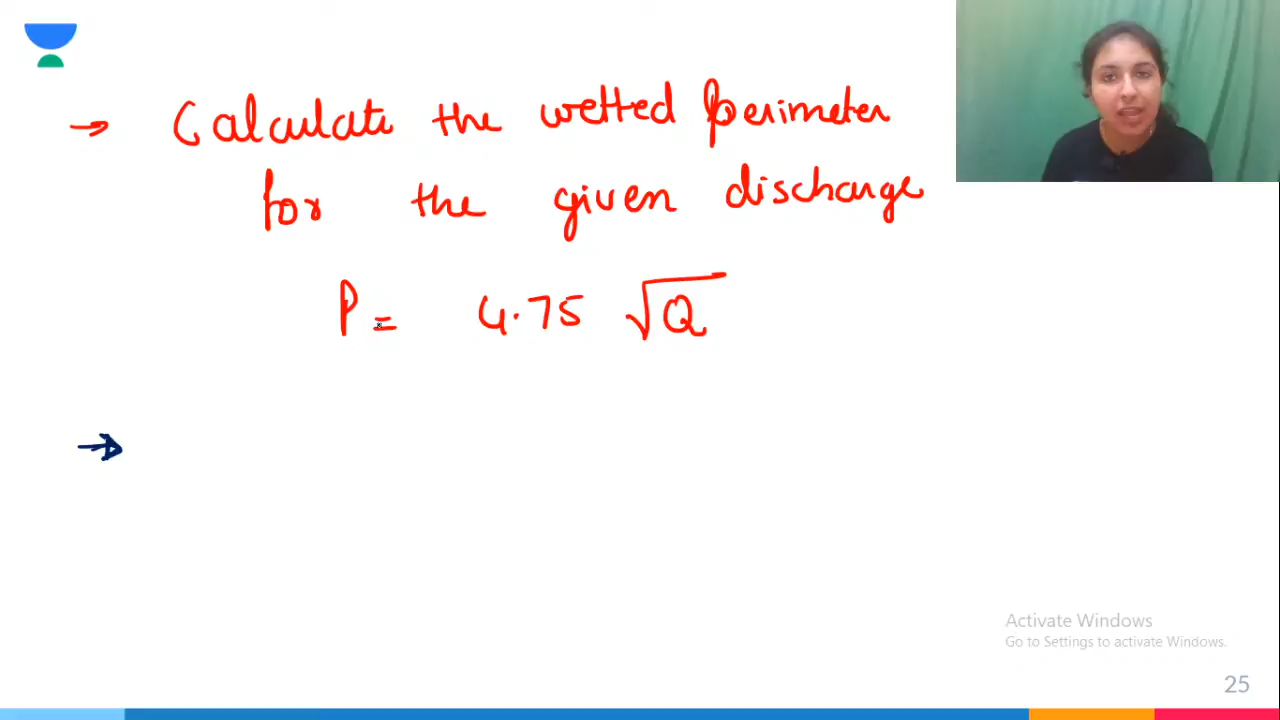 → Calculate the wetted perimeter
for the given discharge
P = 4.75 √Q
→
Activate Windows
Go to Settings to activate Windows.
25